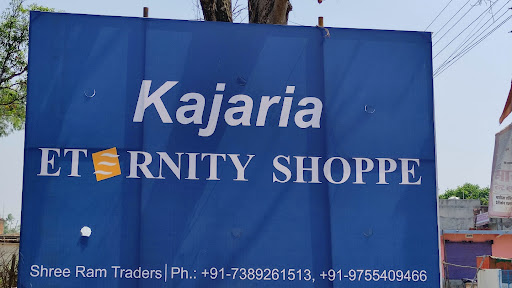 Kajaria
ETERNITY SHOPPE
Shree Ram Traders | Ph.: +91-7389261513, +91-9755409466